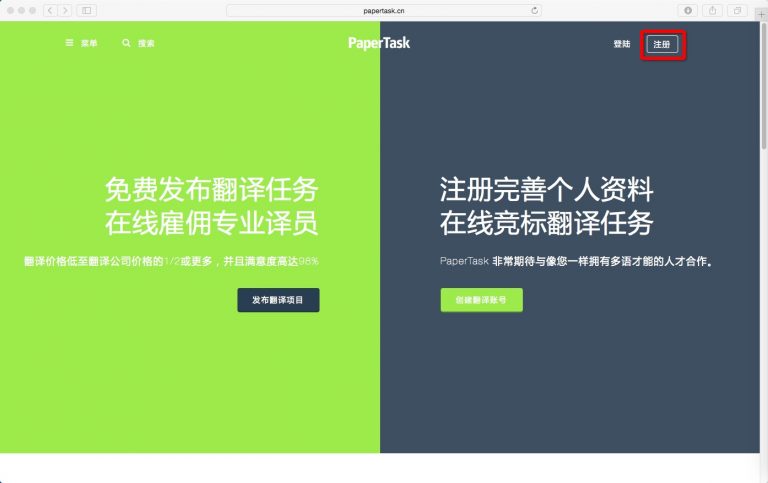 papertask.cn
菜单
搜索
PaperTask
登陆
注册
免费发布翻译任务
在线雇佣专业译员
翻译价格低至翻译公司价格的1/2或更多，并且满意度高达98%
发布翻译项目
注册完善个人资料
在线竞标翻译任务
PaperTask 非常期待与像您一样拥有多语才能的人才合作。
创建翻译账号